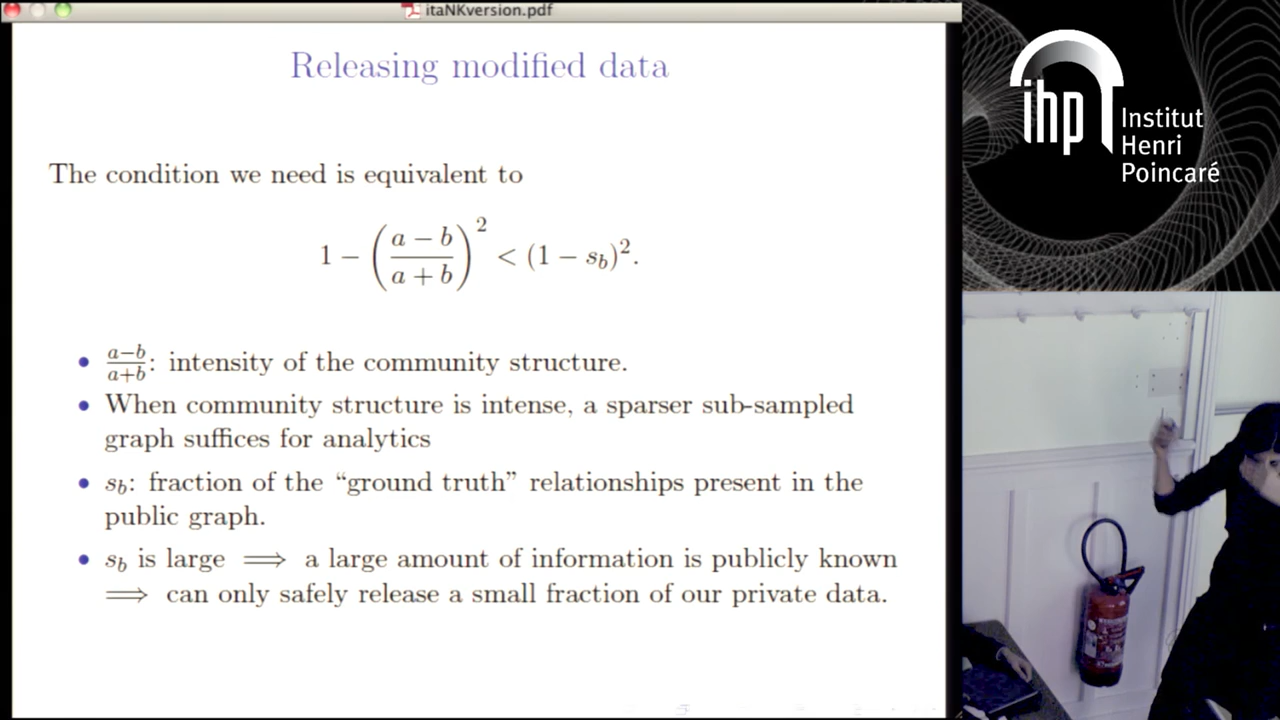 itaNKversion.pdf
Releasing modified data
The condition we need is equivalent to
1 − ((a − b)/(a + b))² < (1 − s_b)².
• (a−b)/(a+b): intensity of the community structure.
• When community structure is intense, a sparser sub-sampled
graph suffices for analytics
• s_b: fraction of the “ground truth” relationships present in the
public graph.
• s_b is large ⟹ a large amount of information is publicly known
⟹ can only safely release a small fraction of our private data.
ihp
Institut
Henri
Poincaré